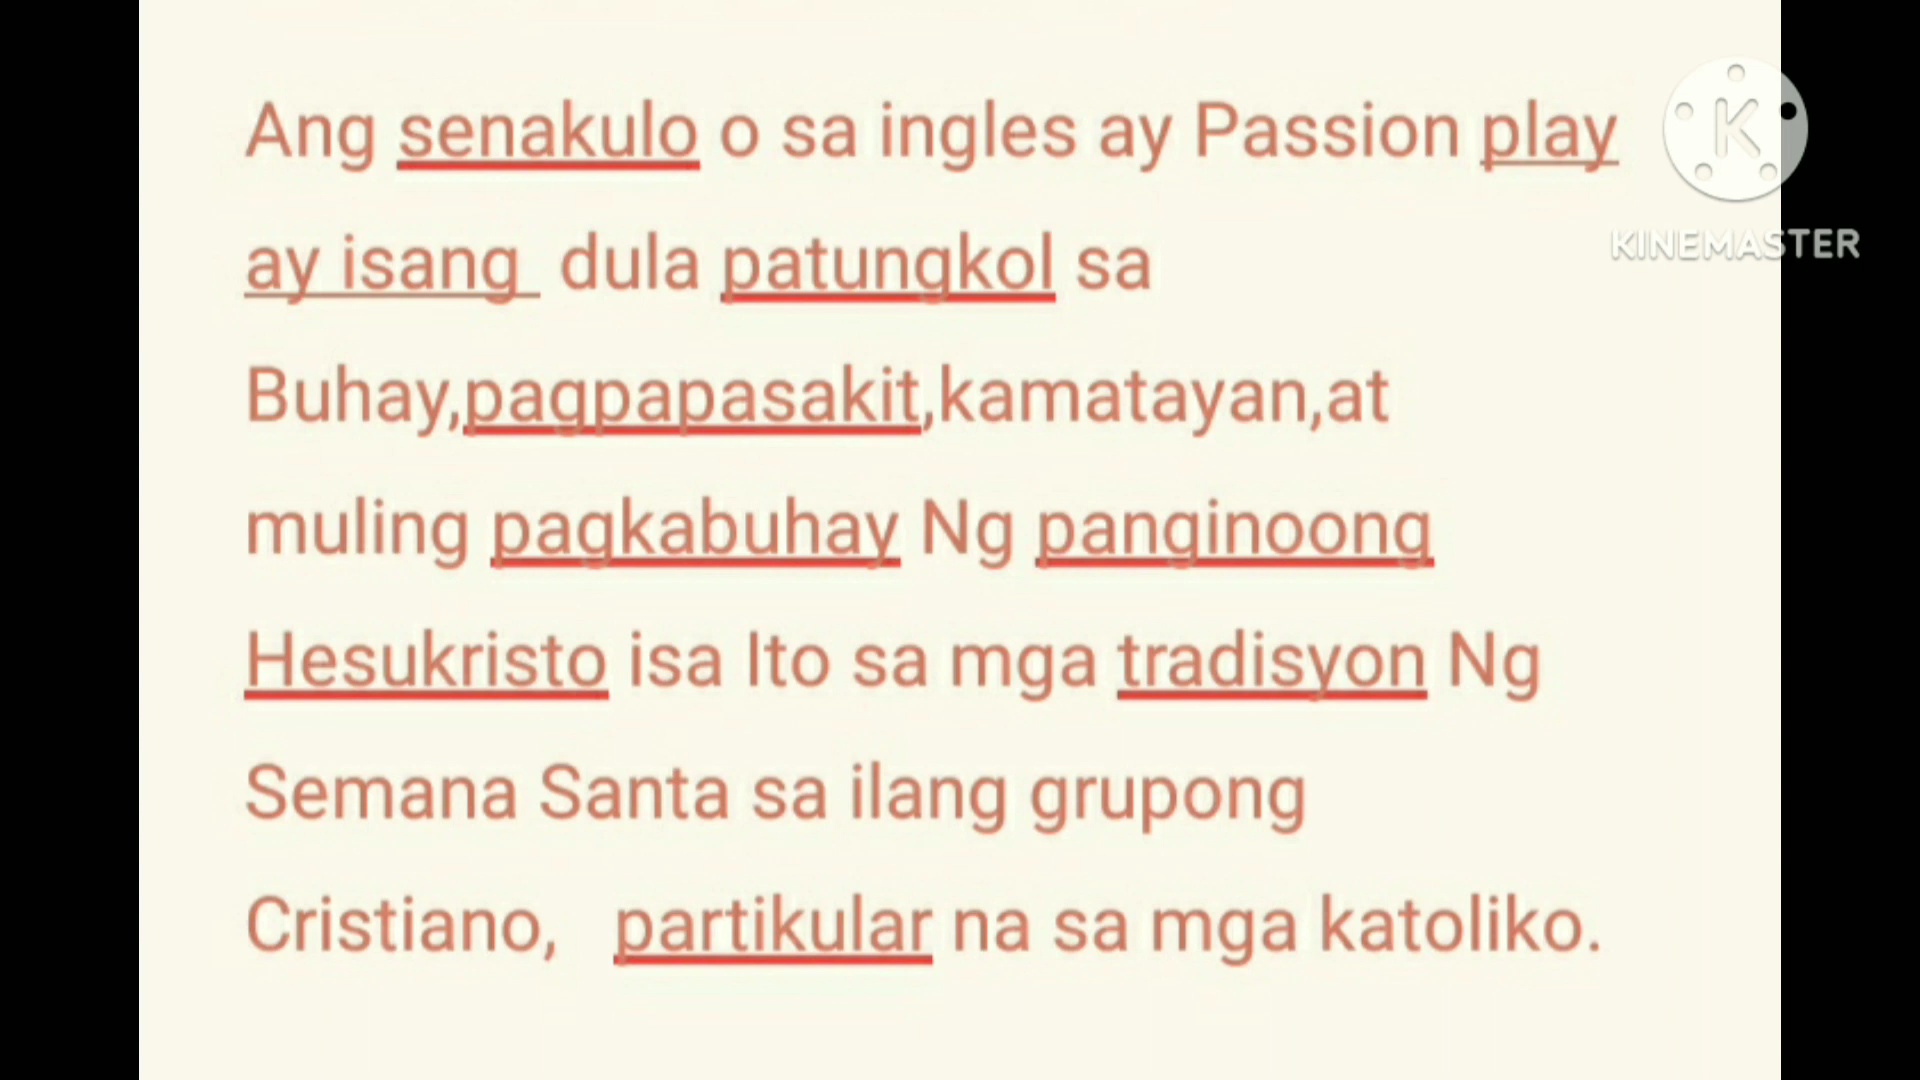 Ang senakulo o sa ingles ay Passion play
ay isang  dula patungkol sa
Buhay,pagpapasakit,kamatayan,at
muling pagkabuhay Ng panginoong
Hesukristo isa Ito sa mga tradisyon Ng
Semana Santa sa ilang grupong
Cristiano,   partikular na sa mga katoliko.
K
KINEMASTER